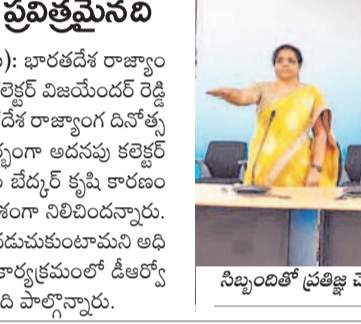 ప్రవిత్రమైనది
): భారతదేశ రాజ్యాం
లెక్టర్ విజయేందర్ రెడ్డి
దేశ రాజ్యాంగ దినోత్స
ర్భంగా అదనపు కలెక్టర్
బేద్కర్ కృషి కారణం
శంగా నిలిచిందన్నారు.
నడుచుకుంటామని అధి
కార్యక్రమంలో డీఆర్వో
ది పాల్గొన్నారు.
సిబ్బందితో ప్రతిజ్ఞ చే